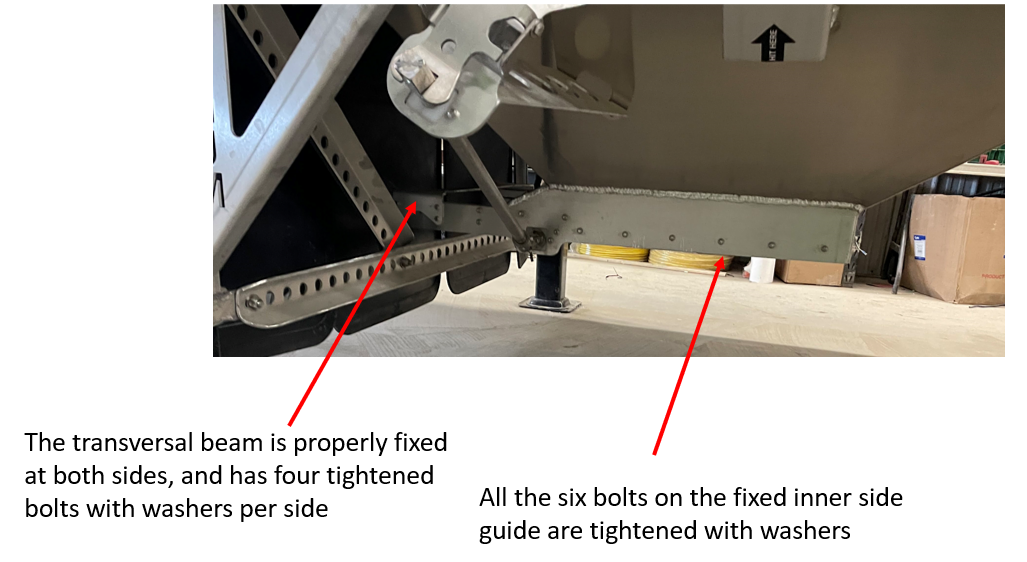 HIT HERE
The transversal beam is properly fixed
at both sides, and has four tightened
bolts with washers per side
All the six bolts on the fixed inner side
guide are tightened with washers